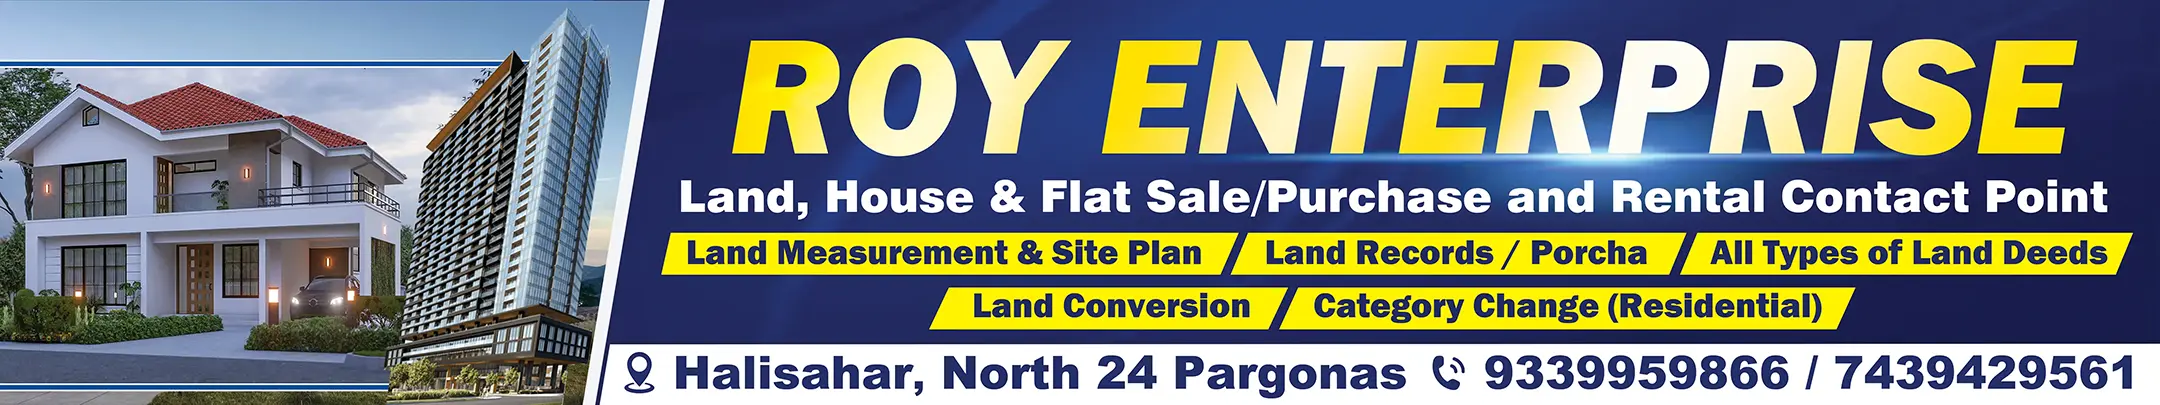 ROY ENTERPRISE
Land, House & Flat Sale/Purchase and Rental Contact Point
Land Measurement & Site Plan / Land Records / Porcha / All Types of Land Deeds
Land Conversion / Category Change (Residential)
Halisahar, North 24 Pargonas 9339959866 / 7439429561